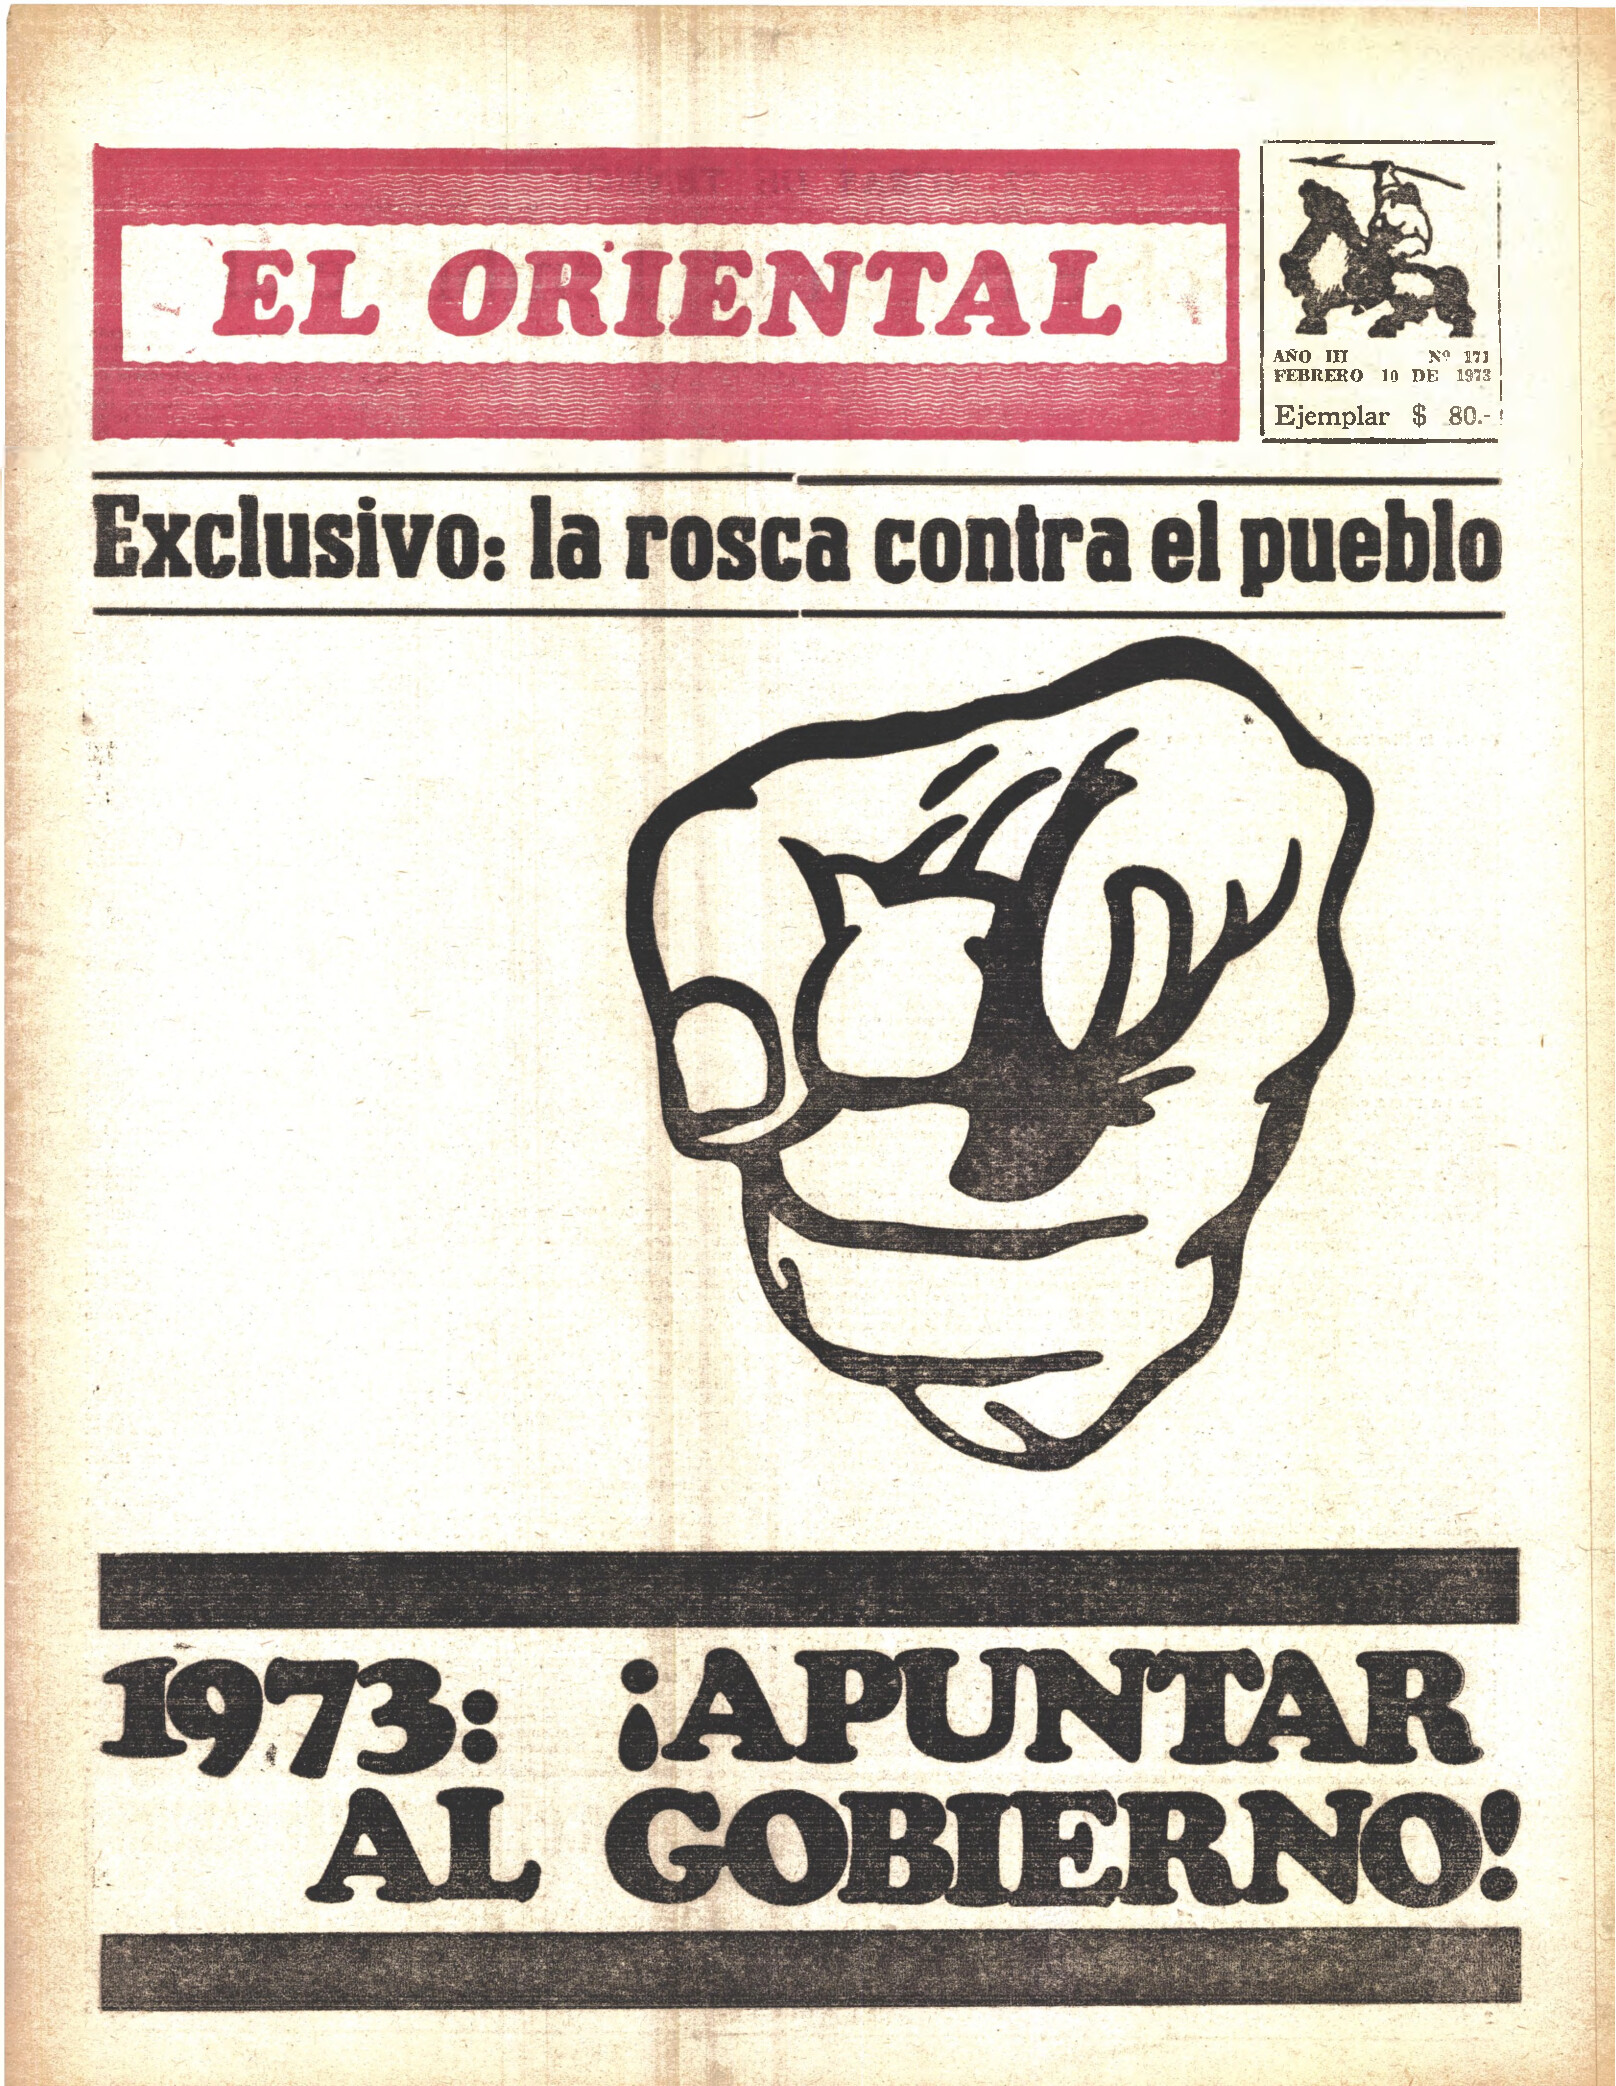 EL ORIENTAL
AÑO III Nº 171
FEBRERO 10 DE 1973
Ejemplar $ 80.-
Exclusivo: la rosca contra el pueblo
1973: ¡APUNTAR
AL GOBIERNO!